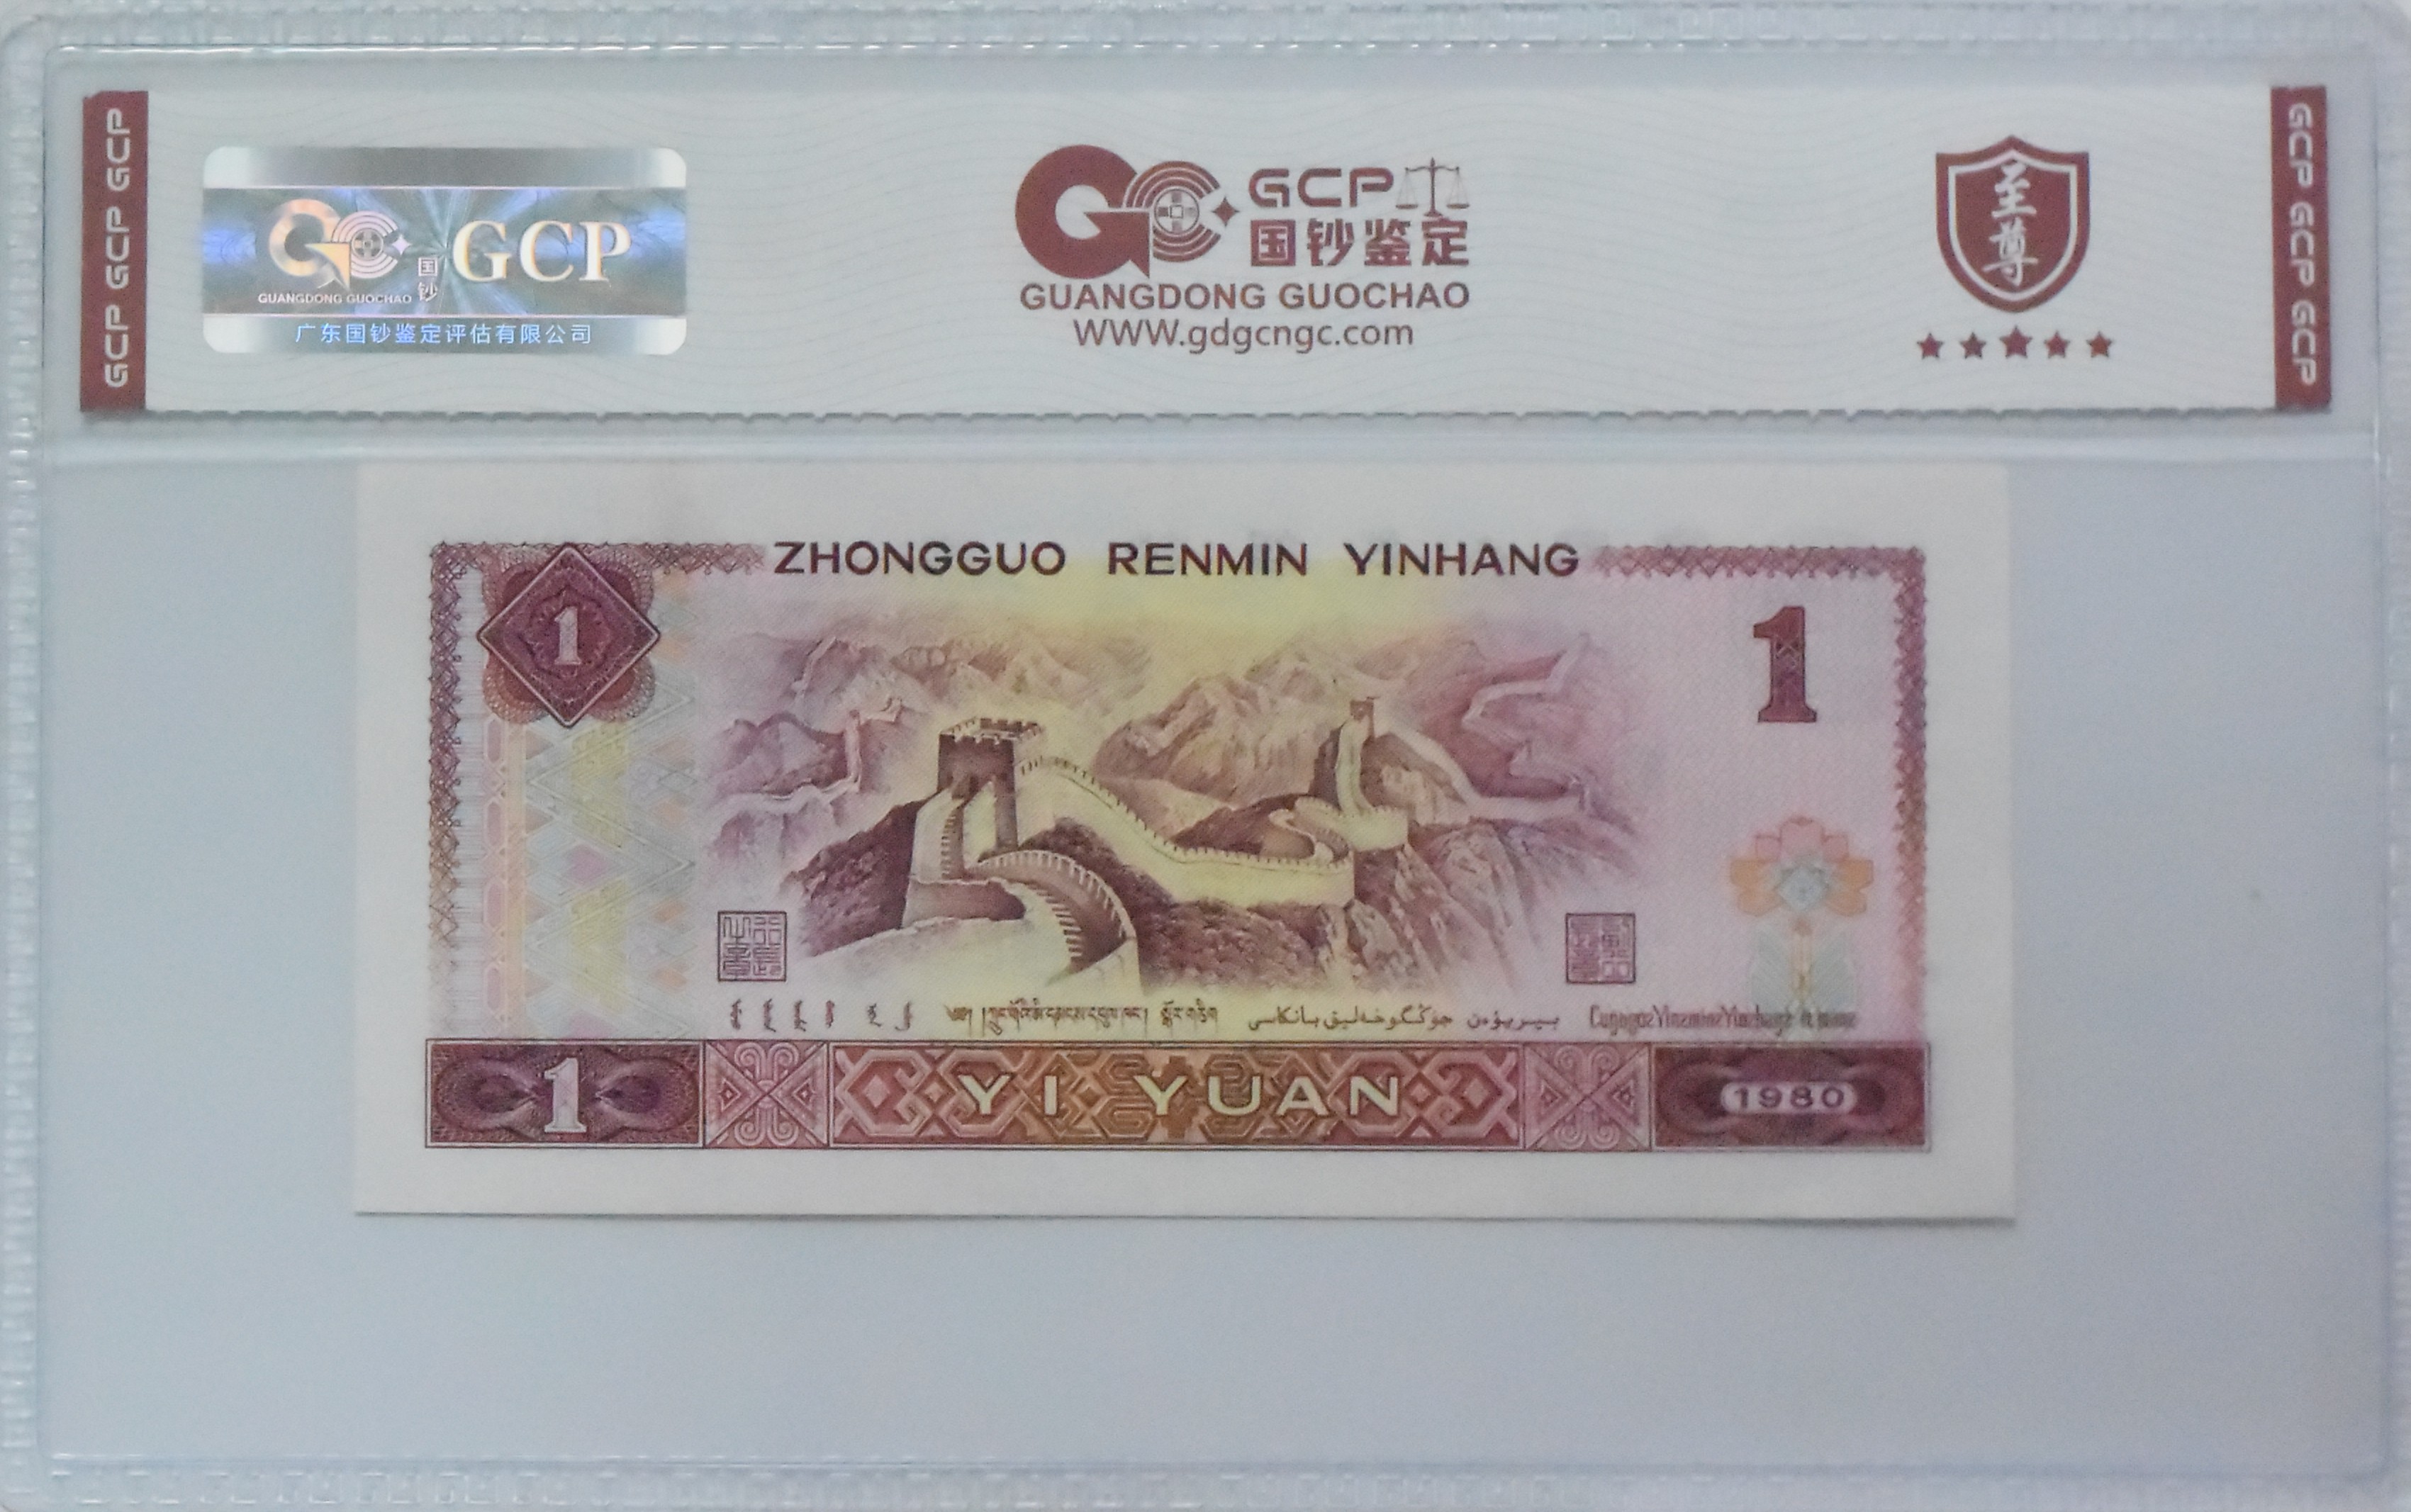 GCP GCP GCP
GCP
国钞
GUANGDONG GUOCHAO
广东国钞鉴定评估有限公司
GCP
国钞鉴定
GUANGDONG GUOCHAO
WWW.gdgcngc.com
至尊
GCP GCP GCP
ZHONGGUO RENMIN YINHANG
1
1
1
YI YUAN
1980